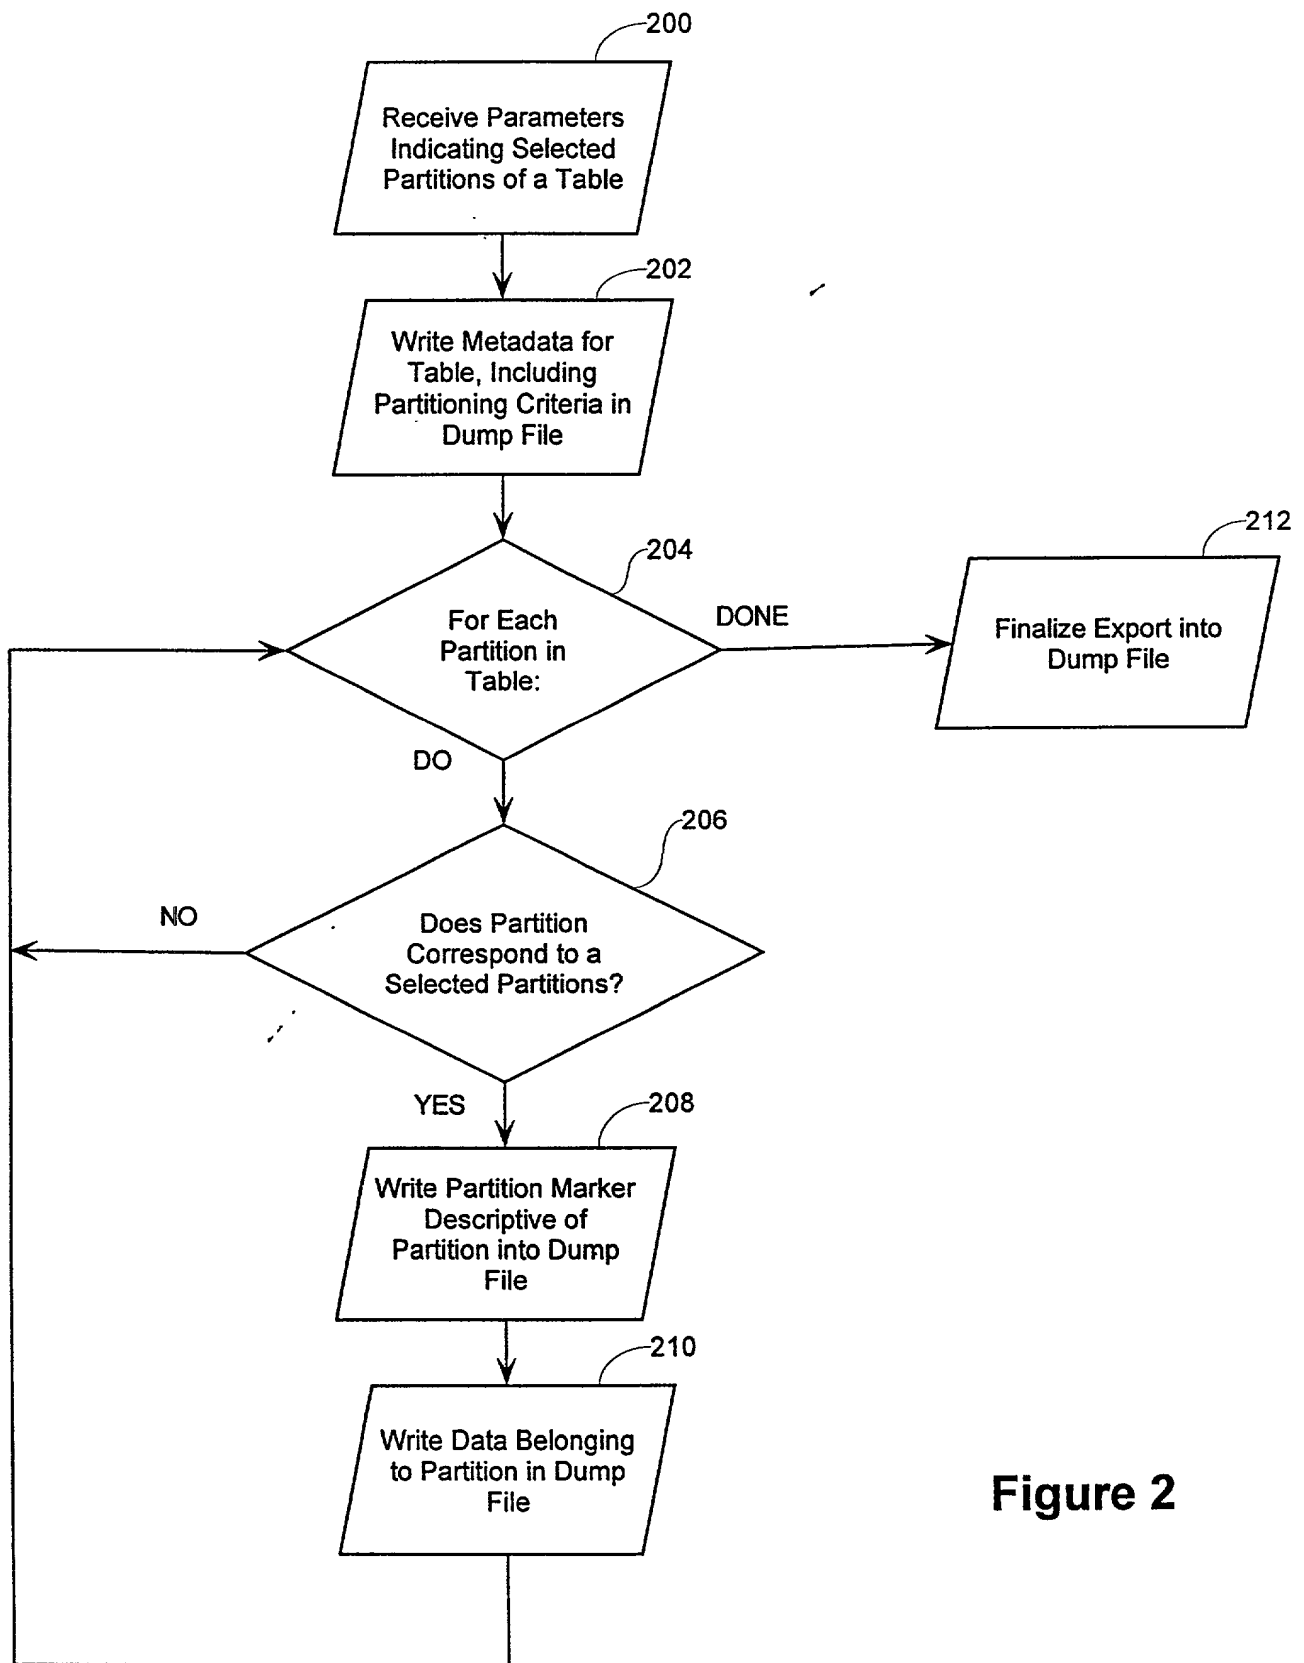 200
Receive Parameters
Indicating Selected
Partitions of a Table
202
Write Metadata for
Table, Including
Partitioning Criteria in
Dump File
204
For Each
Partition in
Table:
DONE
212
Finalize Export into
Dump File
DO
206
Does Partition
Correspond to a
Selected Partitions?
NO
YES
208
Write Partition Marker
Descriptive of
Partition into Dump
File
210
Write Data Belonging
to Partition in Dump
File
Figure 2